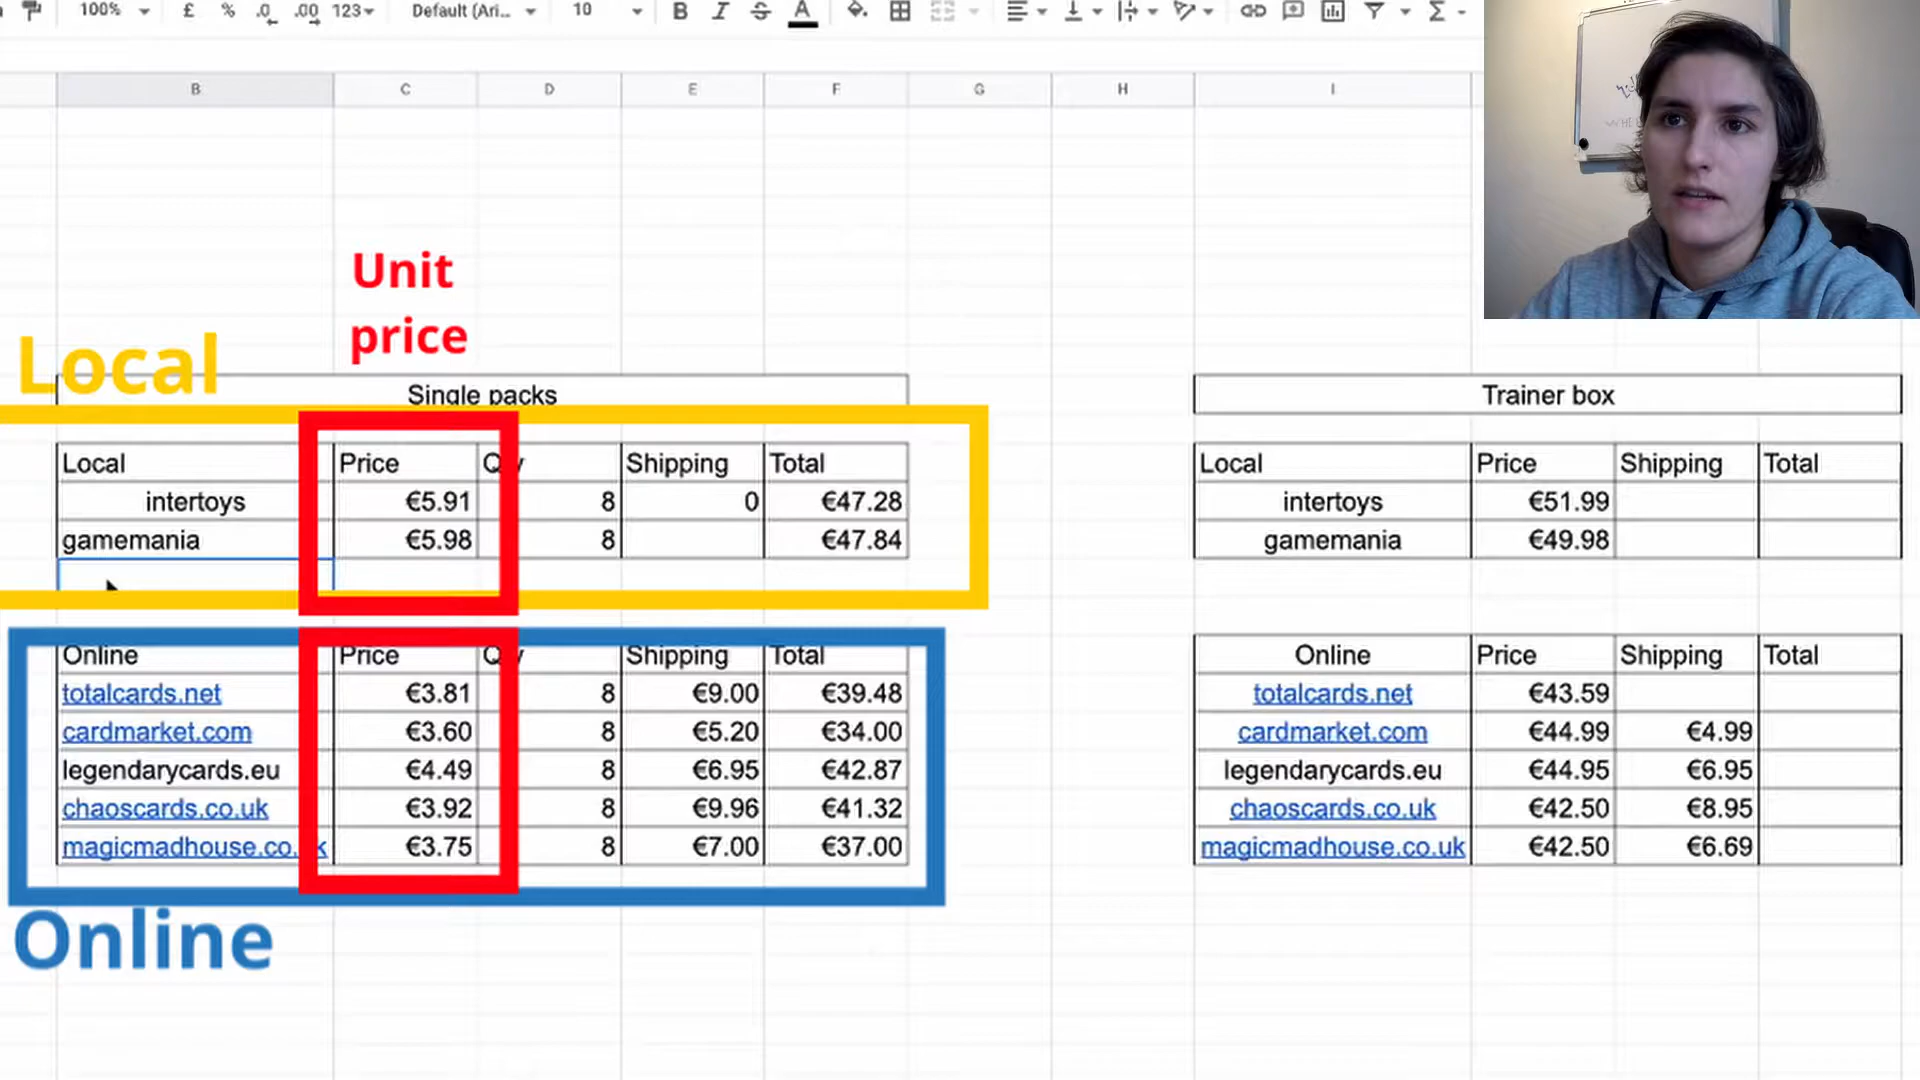 100% £ % .0 .00 123 Default (Ari... 10 B I A
B C D E F G H I
Unit
price
Local
Single packs
Local Price Qty Shipping Total
intertoys €5.91 8 0 €47.28
gamemania €5.98 8 €47.84
Online Price Qty Shipping Total
totalcards.net €3.81 8 €9.00 €39.48
cardmarket.com €3.60 8 €5.20 €34.00
legendarycards.eu €4.49 8 €6.95 €42.87
chaoscards.co.uk €3.92 8 €9.96 €41.32
magicmadhouse.co.uk €3.75 8 €7.00 €37.00
Online
Trainer box
Local Price Shipping Total
intertoys €51.99
gamemania €49.98
Online Price Shipping Total
totalcards.net €43.59
cardmarket.com €44.99 €4.99
legendarycards.eu €44.95 €6.95
chaoscards.co.uk €42.50 €8.95
magicmadhouse.co.uk €42.50 €6.69